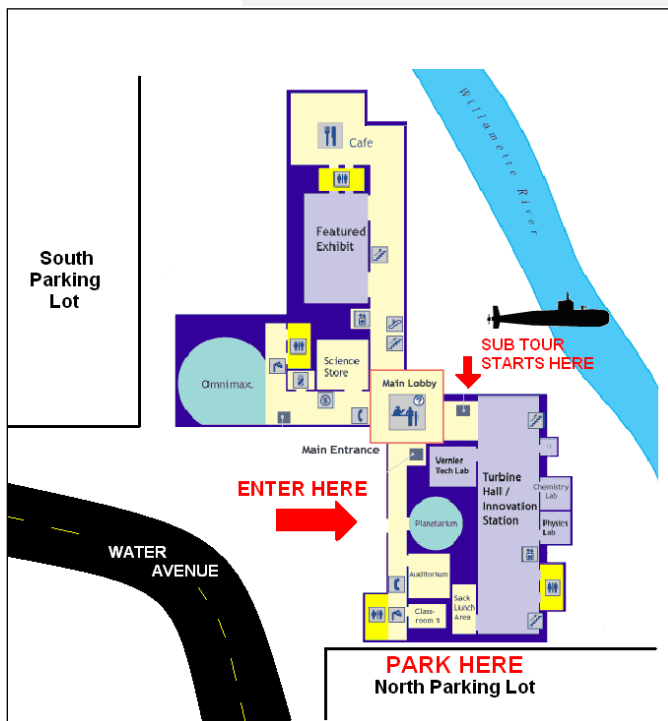 Willamette River
Cafe
Featured
Exhibit
South
Parking
Lot
SUB TOUR
STARTS HERE
Science
Store
Omnimax.
Main Lobby
?
$
Main Entrance
Vernier
Tech Lab
Turbine
Hall /
Innovation
Station
ENTER HERE
Chemistry
Lab
Physics
Lab
Planetarium
WATER
AVENUE
Auditorium
Sack
Lunch
Area
Class-
room 1
PARK HERE
North Parking Lot